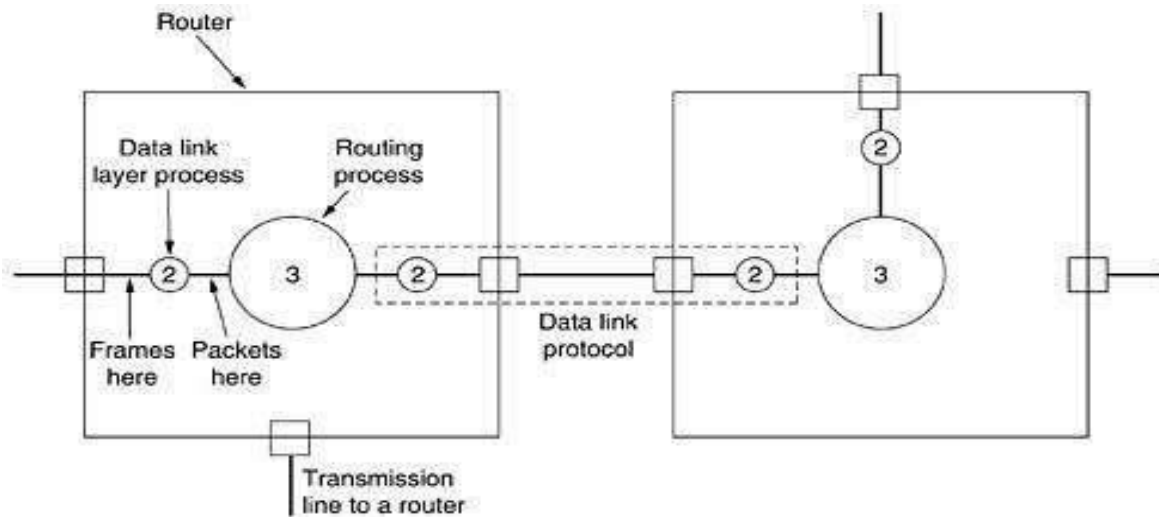 Router
Data link
layer process
Routing
process
2
2
3
2
2
3
Frames
here
Packets
here
Data link
protocol
Transmission
line to a router